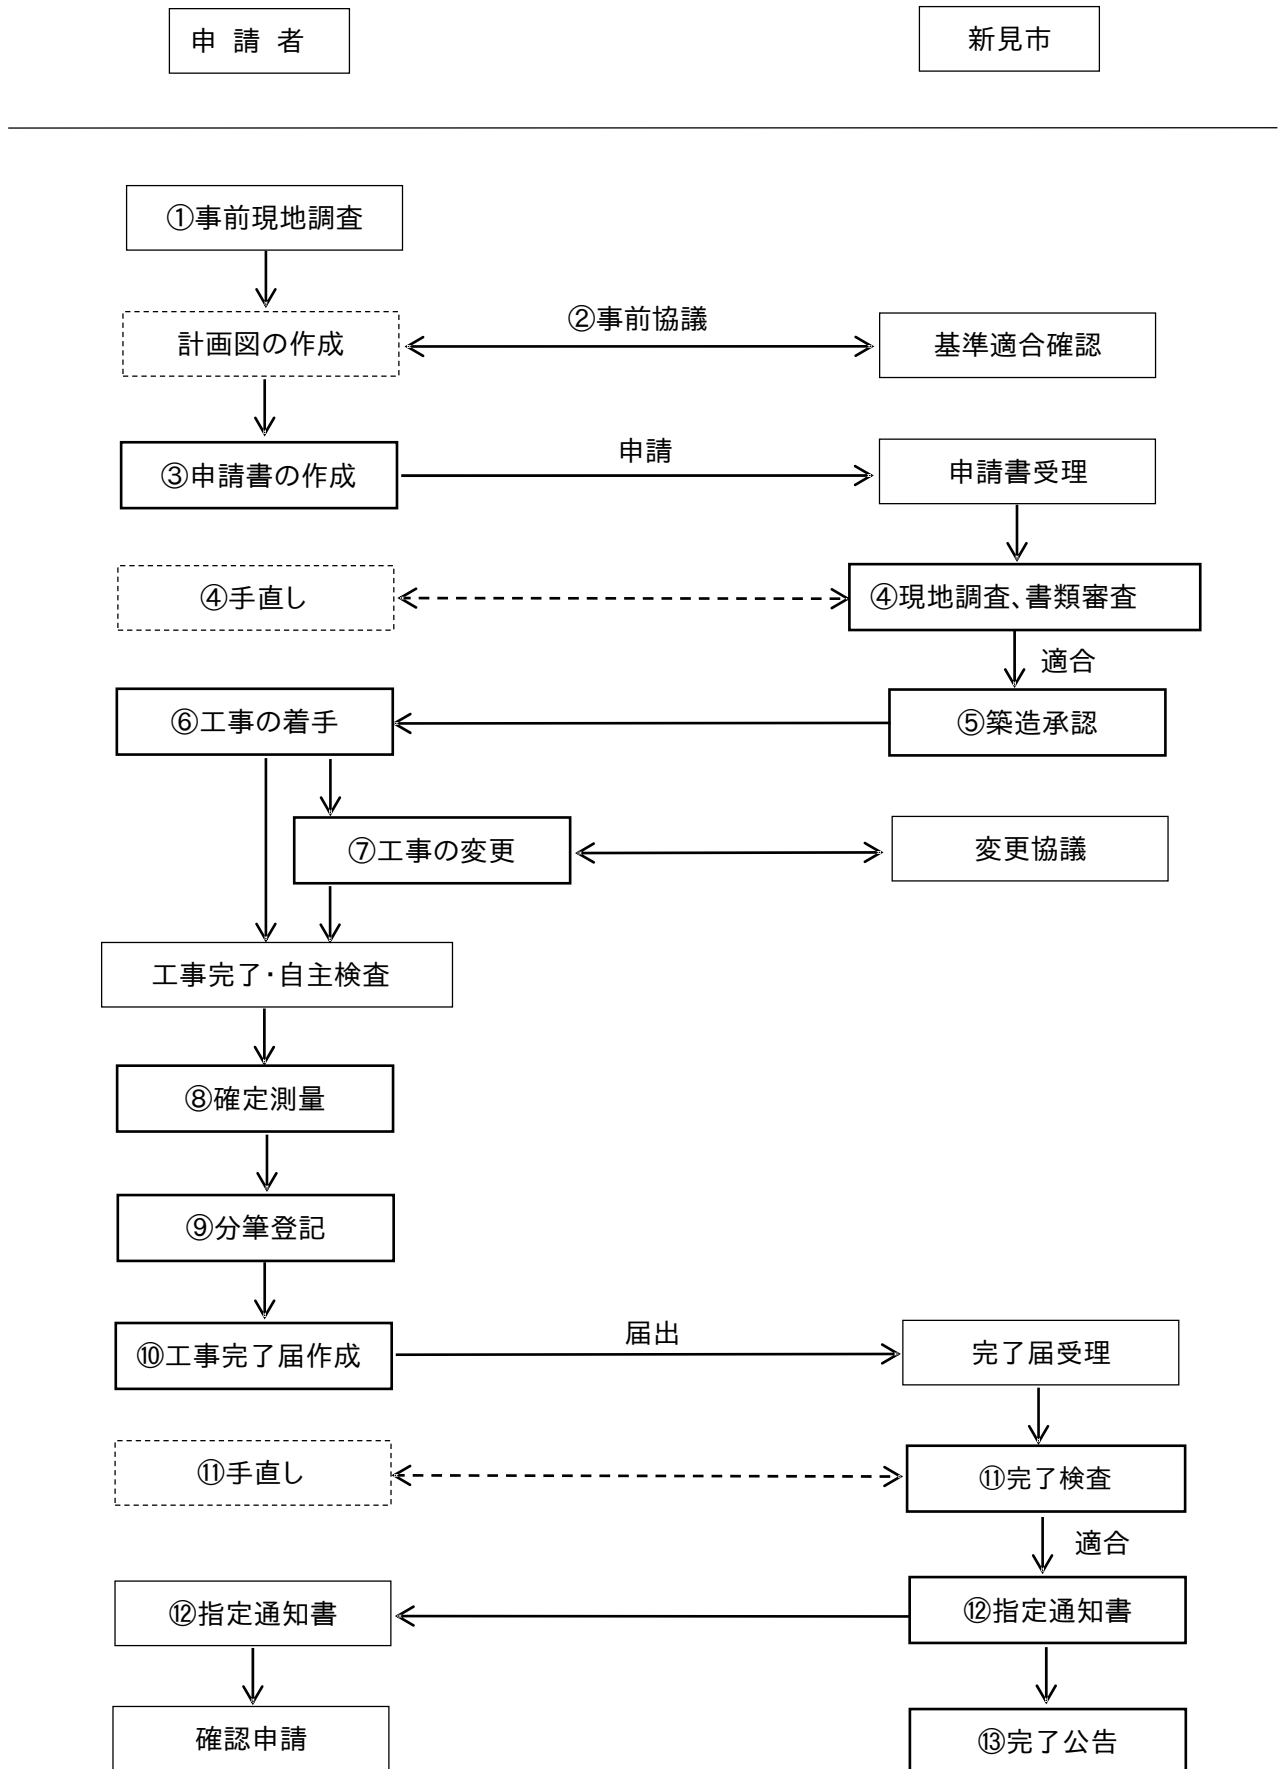 申 請 者
新見市
①事前現地調査
②事前協議
計画図の作成
基準適合確認
申請
③申請書の作成
申請書受理
④手直し
④現地調査、書類審査
適合
⑥工事の着手
⑤築造承認
⑦工事の変更
変更協議
工事完了・自主検査
⑧確定測量
⑨分筆登記
届出
⑩工事完了届作成
完了届受理
⑪手直し
⑪完了検査
適合
⑫指定通知書
⑫指定通知書
確認申請
⑬完了公告